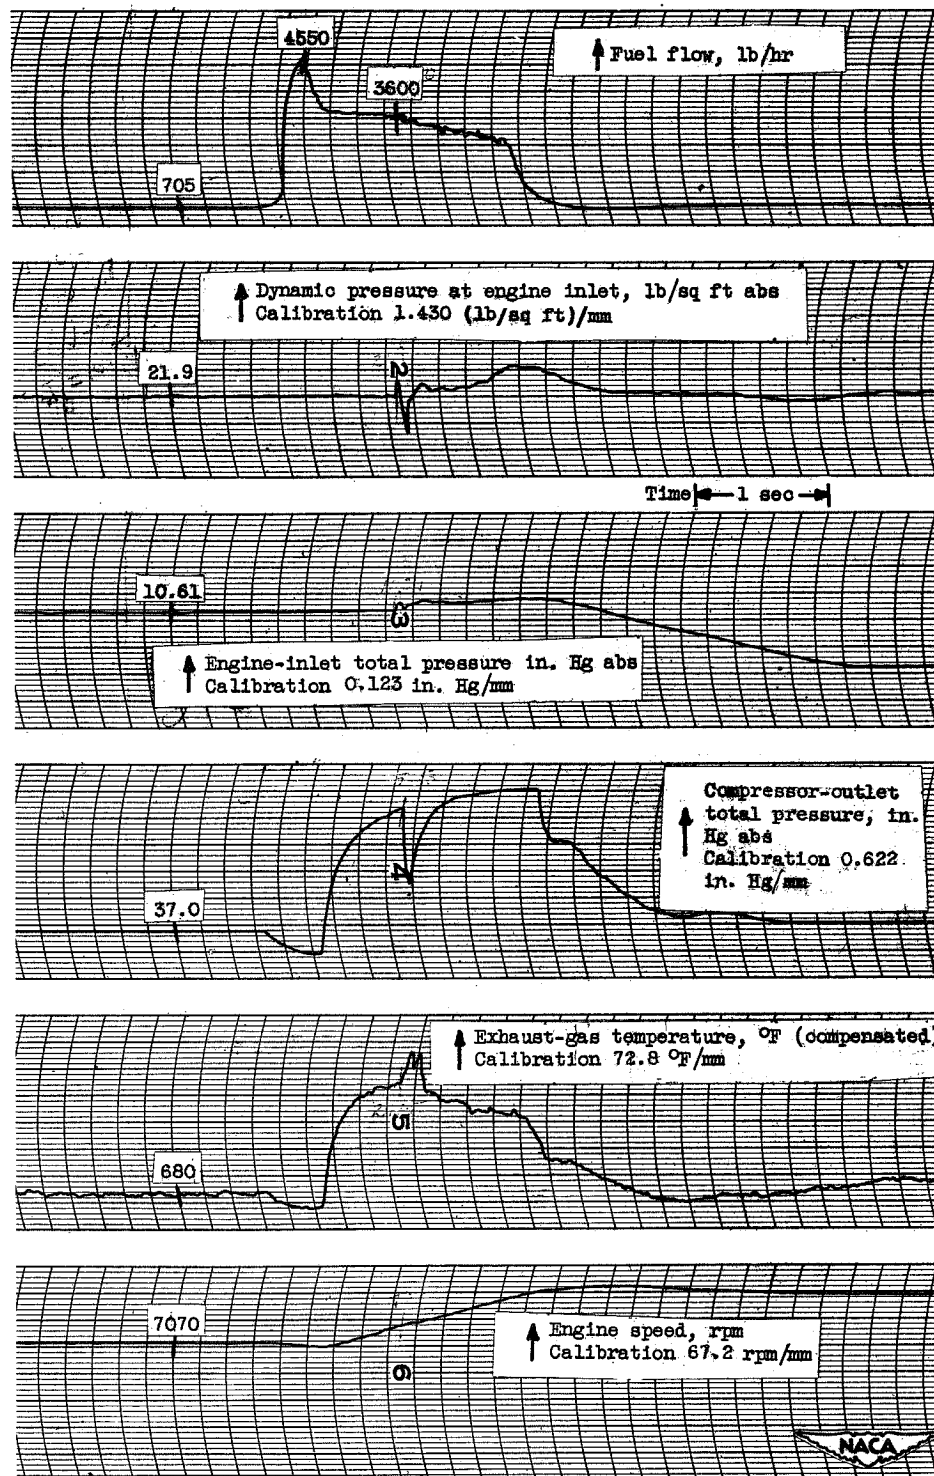 4550
↑ Fuel flow, lb/hr
3600
705
↑ Dynamic pressure at engine inlet, lb/sq ft abs
Calibration 1.430 (lb/sq ft)/mm
21.9
2
Time 1 sec
10.61
3
↑ Engine-inlet total pressure in. Hg abs
Calibration 0.123 in. Hg/mm
Compressor-outlet
↑ total pressure, in.
Hg abs
Calibration 0.622
in. Hg/mm
4
37.0
↑ Exhaust-gas temperature, °F (compensated)
Calibration 72.8 °F/mm
5
680
7070
↑ Engine speed, rpm
Calibration 67.2 rpm/mm
6
NACA